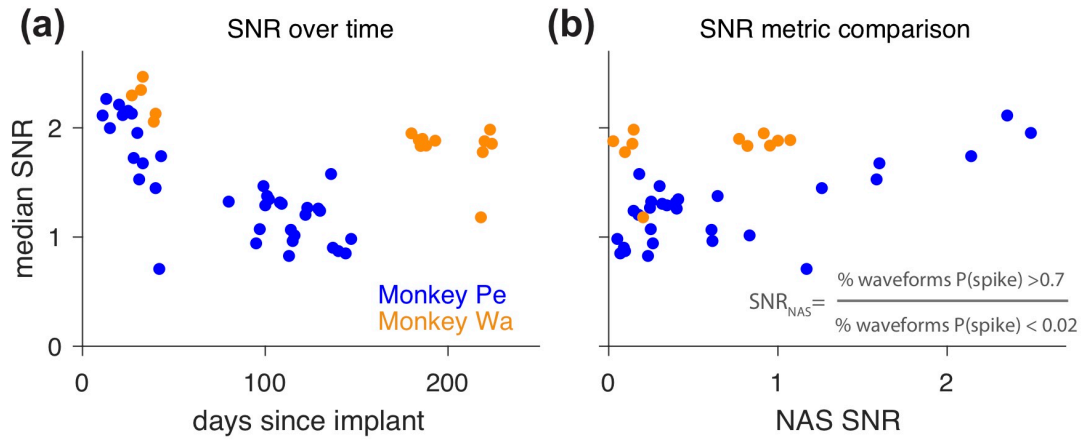 (a)
SNR over time
median SNR
2
1
0
0
100
200
days since implant
Monkey Pe
Monkey Wa
(b)
SNR metric comparison
0
1
2
NAS SNR
SNRNAS=
% waveforms P(spike) >0.7
% waveforms P(spike) < 0.02